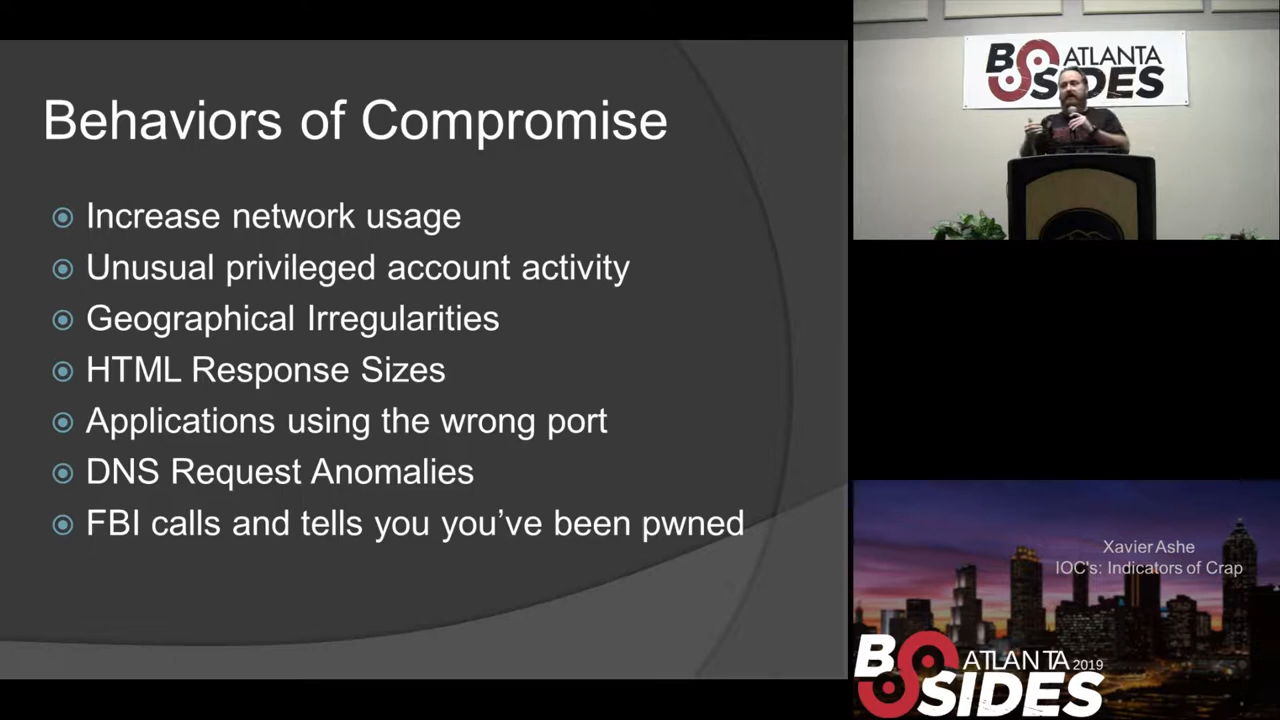 Behaviors of Compromise
Increase network usage
Unusual privileged account activity
Geographical Irregularities
HTML Response Sizes
Applications using the wrong port
DNS Request Anomalies
FBI calls and tells you you've been pwned
BSIDES ATLANTA
Xavier Ashe
IOC's: Indicators of Crap
BSIDES ATLANTA 2019